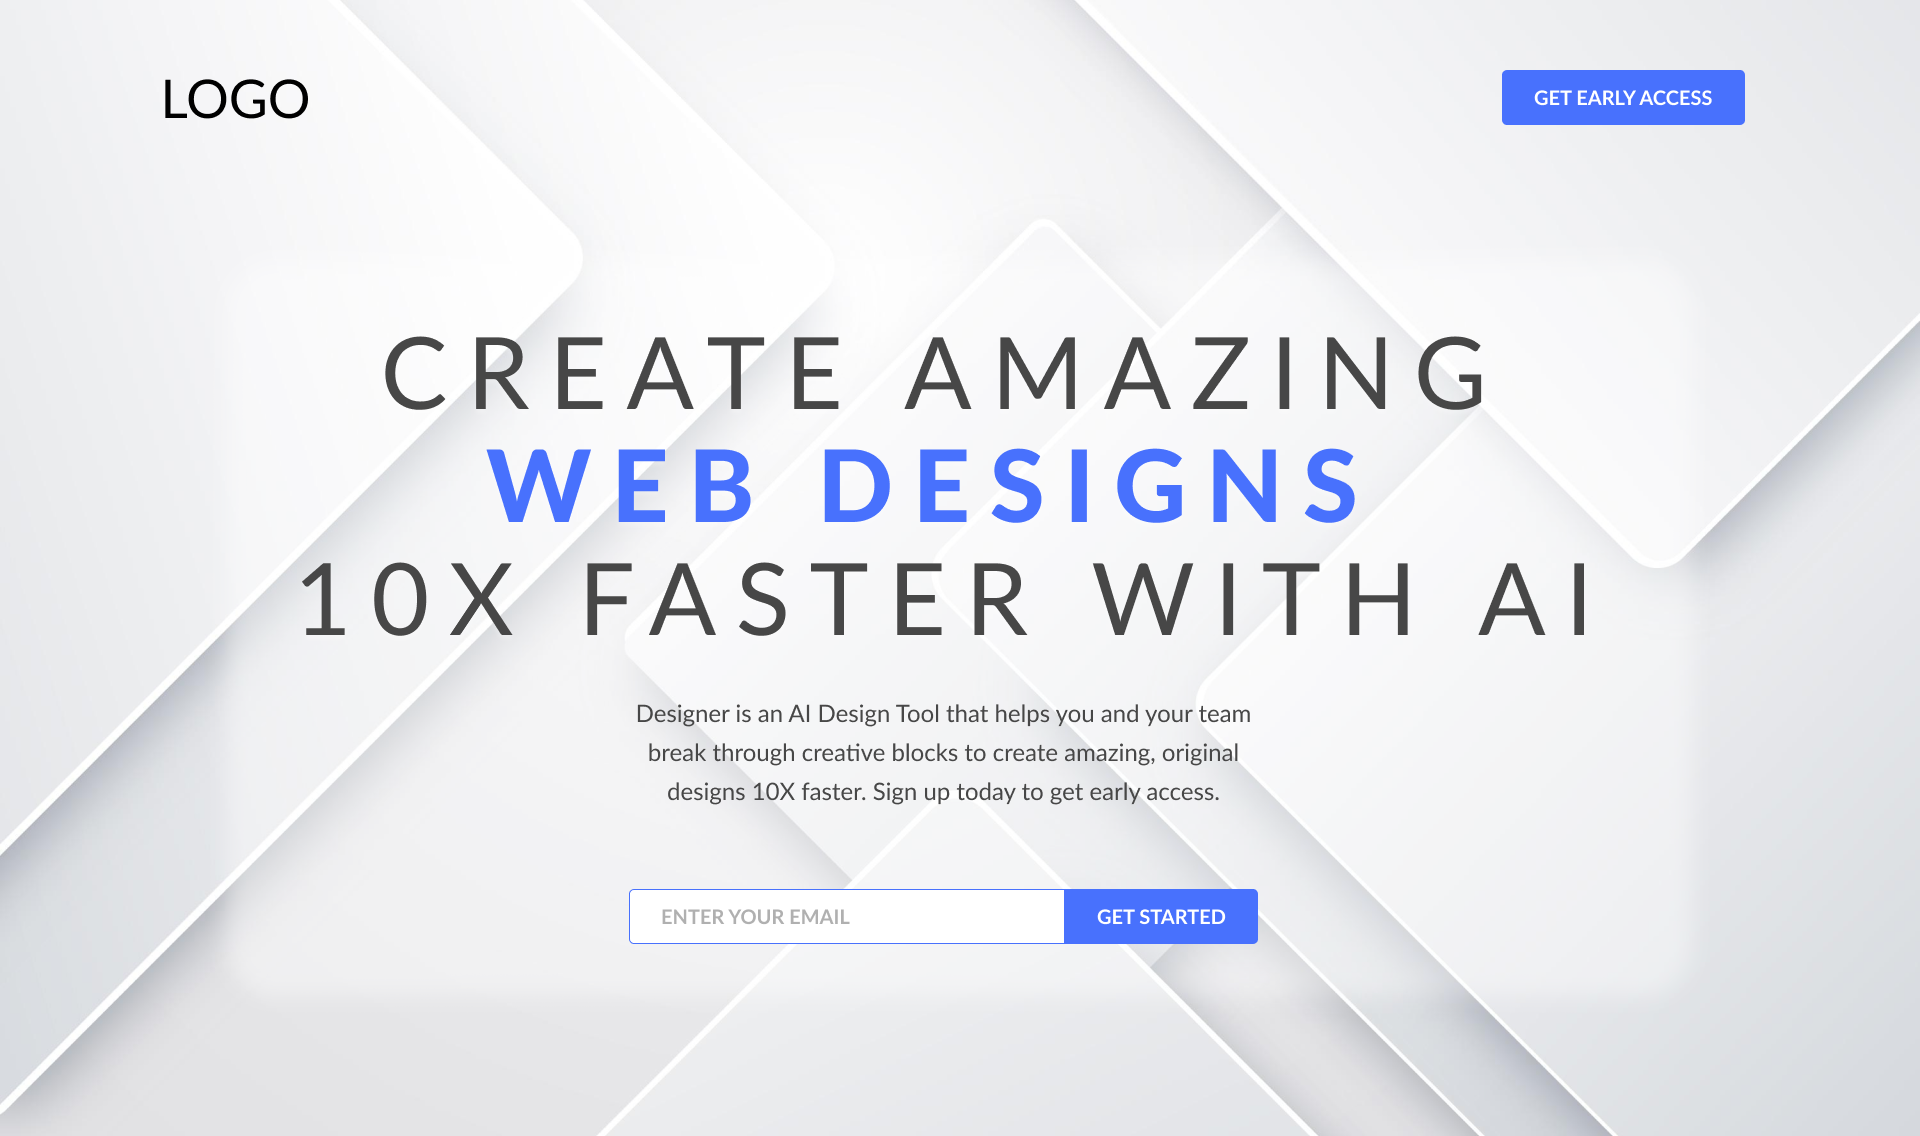 LOGO
GET EARLY ACCESS
CREATE AMAZING
WEB DESIGNS
10X FASTER WITH AI
Designer is an AI Design Tool that helps you and your team
break through creative blocks to create amazing, original
designs 10X faster. Sign up today to get early access.
ENTER YOUR EMAIL
GET STARTED